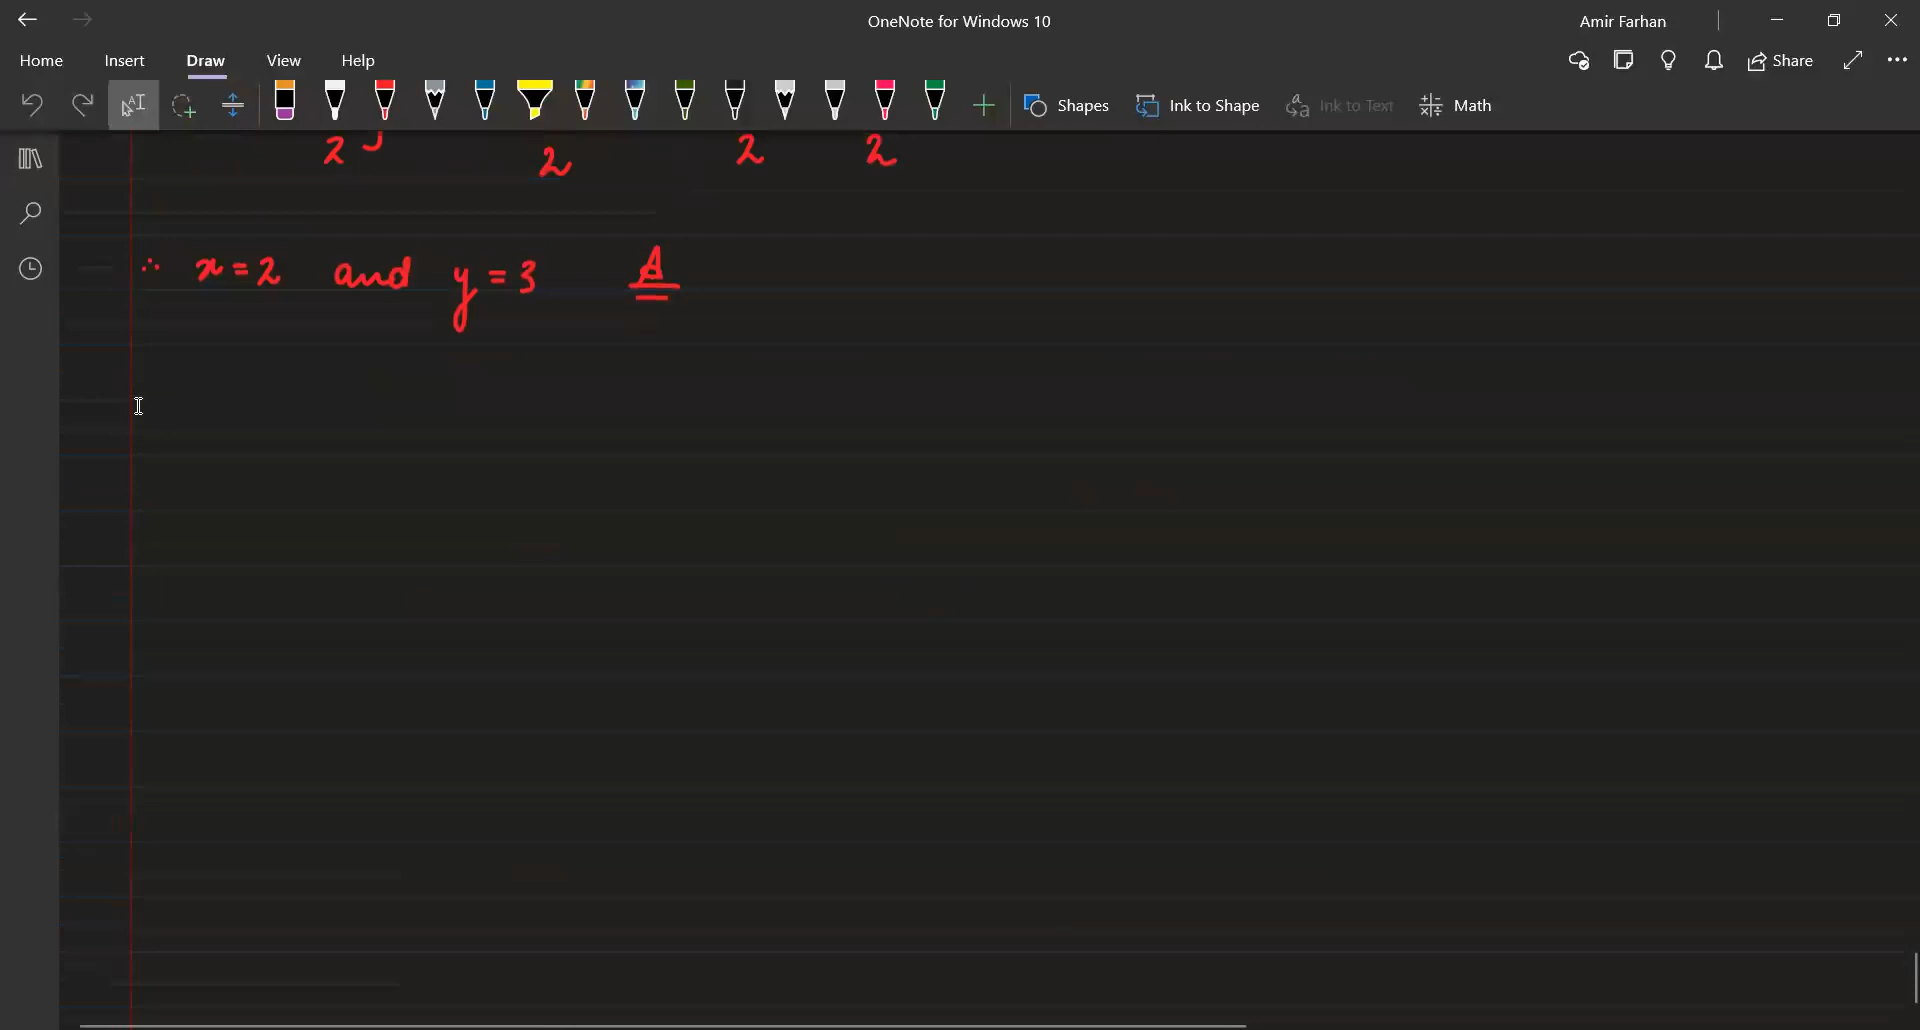 OneNote for Windows 10
Amir Farhan
Home Insert Draw View Help
Share
Shapes Ink to Shape Ink to Text Math
2 2 2 2
∴ x = 2 and y = 3 A